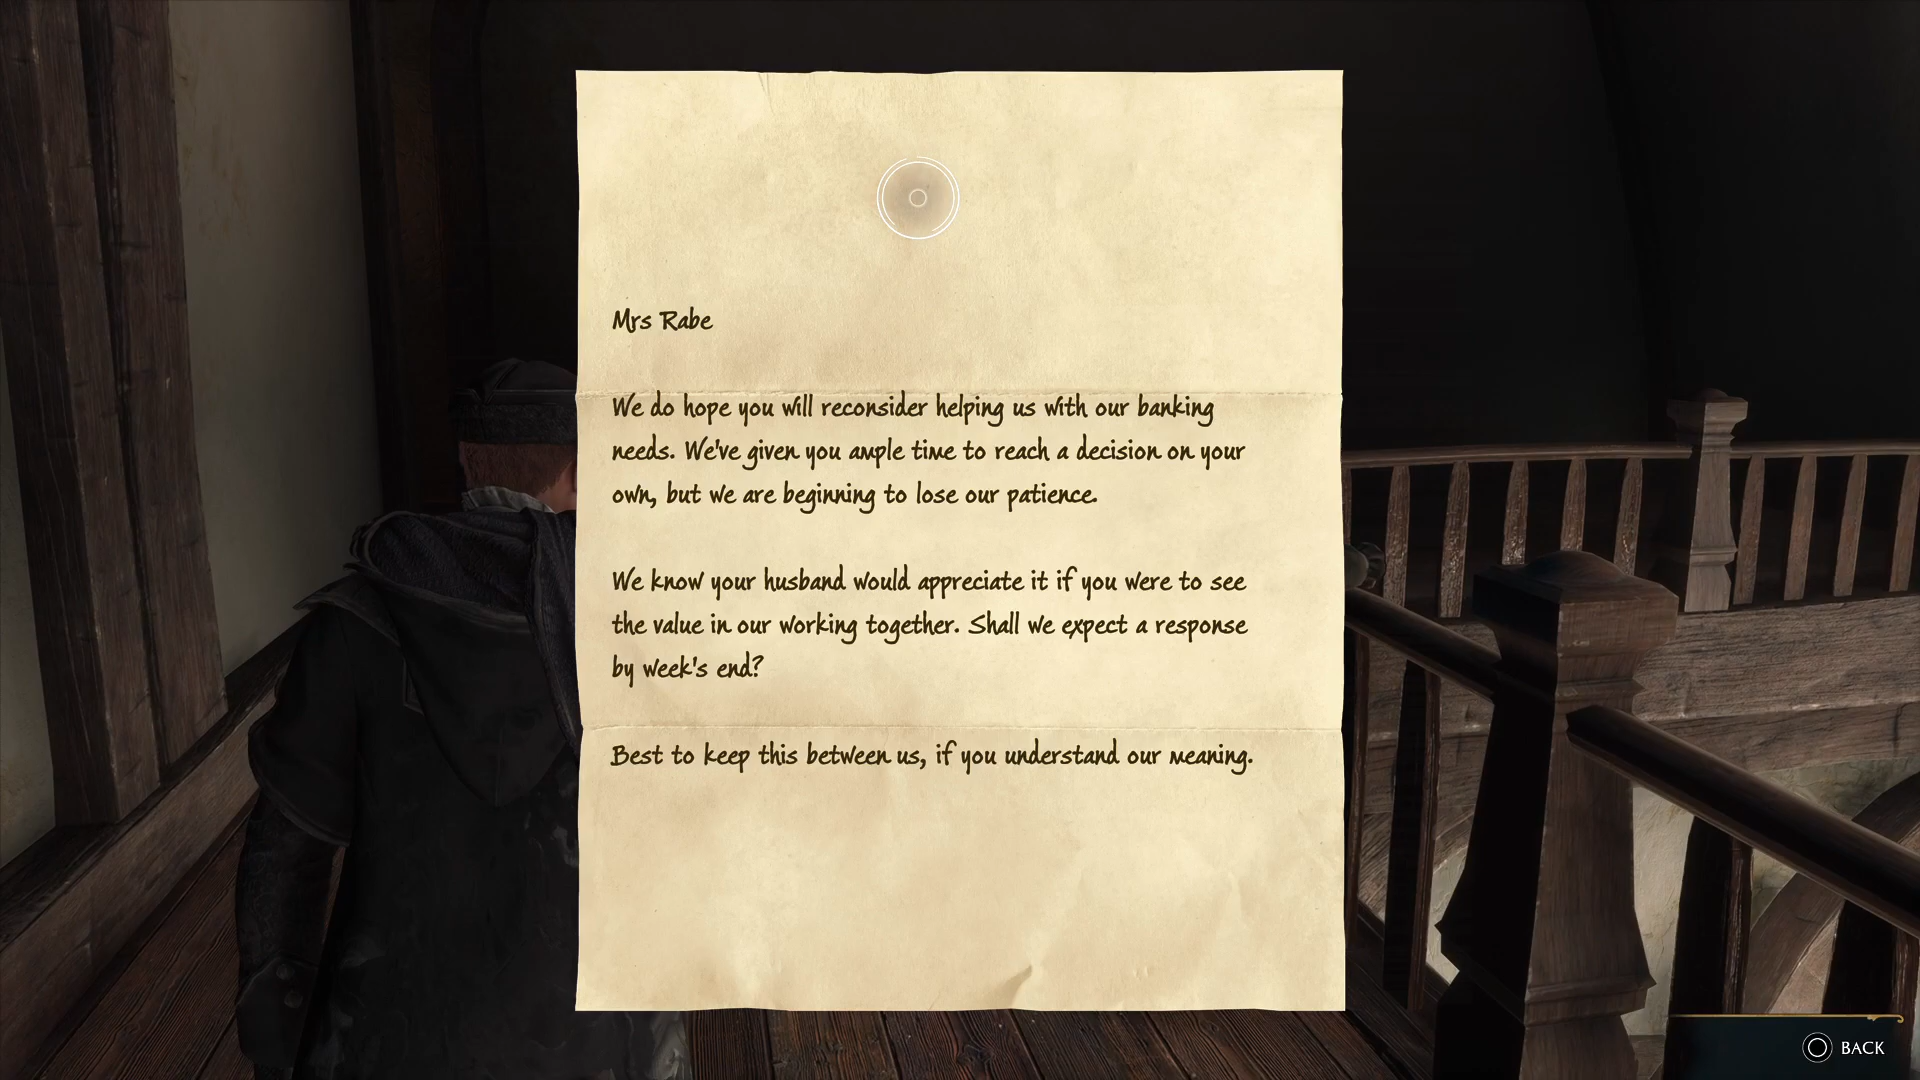 Mrs Rabe
We do hope you will reconsider helping us with our banking
needs. We've given you ample time to reach a decision on your
own, but we are beginning to lose our patience.
We know your husband would appreciate it if you were to see
the value in our working together. Shall we expect a response
by week's end?
Best to keep this between us, if you understand our meaning.
BACK